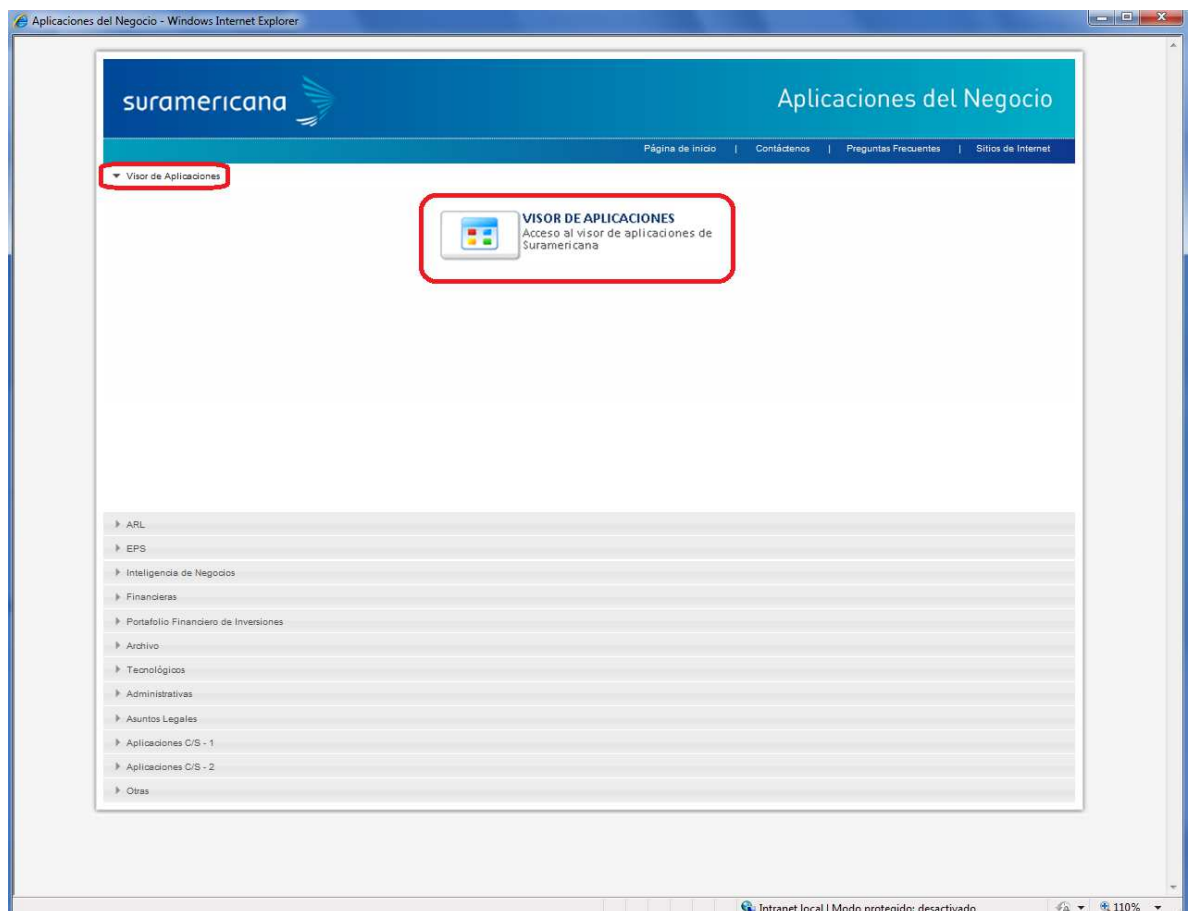 Aplicaciones del Negocio - Windows Internet Explorer
suramericana
Aplicaciones del Negocio
Página de inicio | Contáctenos | Preguntas Frecuentes | Sitios de Internet
Visor de Aplicaciones
VISOR DE APLICACIONES
Acceso al visor de aplicaciones de
Suramericana
ARL
EPS
Inteligencia de Negocios
Financieras
Portafolio Financiero de Inversiones
Archivo
Tecnológicos
Administrativas
Asuntos Legales
Aplicaciones C/S - 1
Aplicaciones C/S - 2
Otras
Intranet local | Modo protegido: desactivado
110%